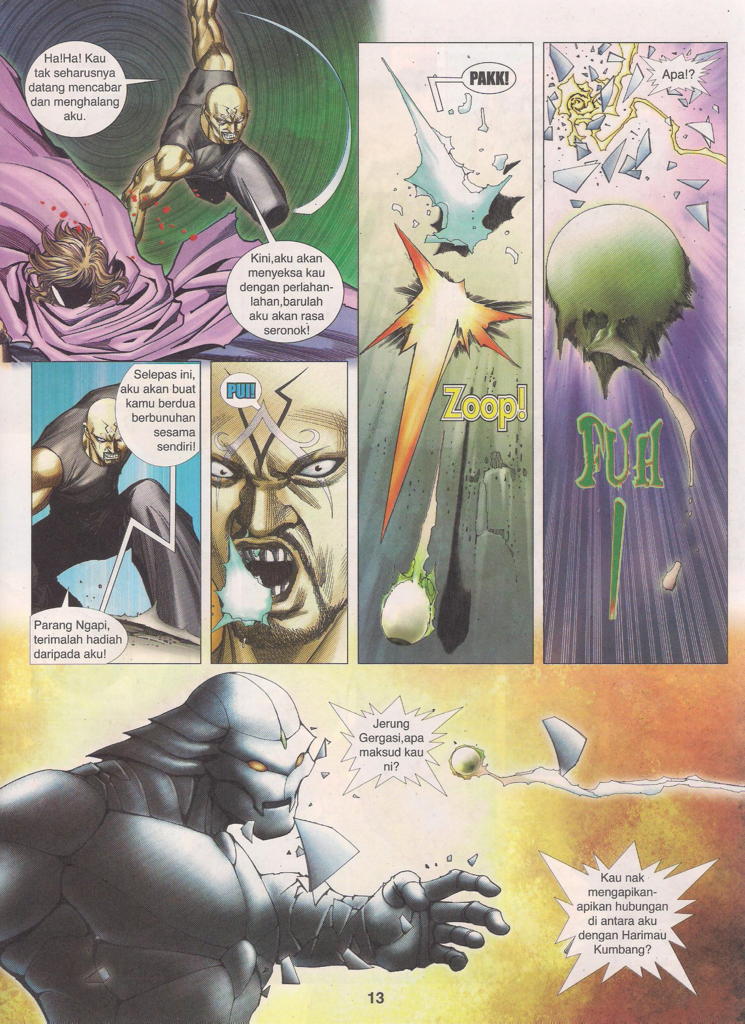 Ha!Ha! Kau
tak seharusnya
datang mencabar
dan menghalang
aku.
Kini,aku akan
menyeksa kau
dengan perlahan-
lahan,barulah
aku akan rasa
seronok!
Selepas ini,
aku akan buat
kamu berdua
berbunuhan
sesama
sendiri!
Parang Ngapi,
terimalah hadiah
daripada aku!
PUI!
PAKK!
Zoop!
Apa!?
FUH
!
Jerung
Gergasi,apa
maksud kau
ni?
Kau nak
mengapikan-
apikan hubungan
di antara aku
dengan Harimau
Kumbang?
13